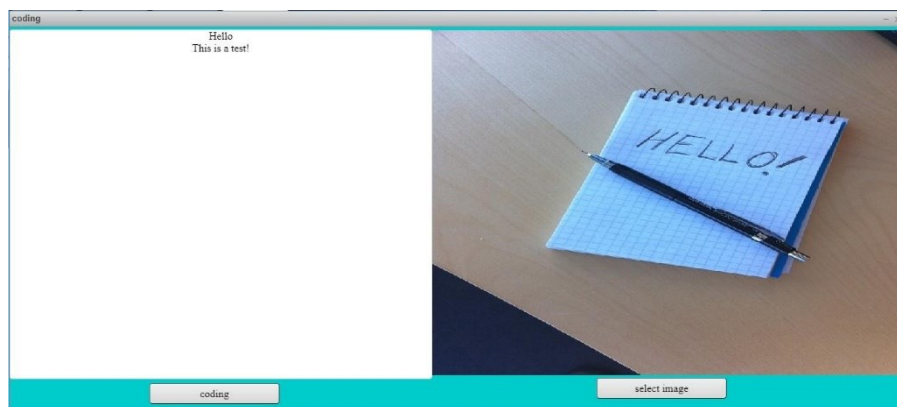 coding
Hello
This is a test!
HELLO!
coding
select image